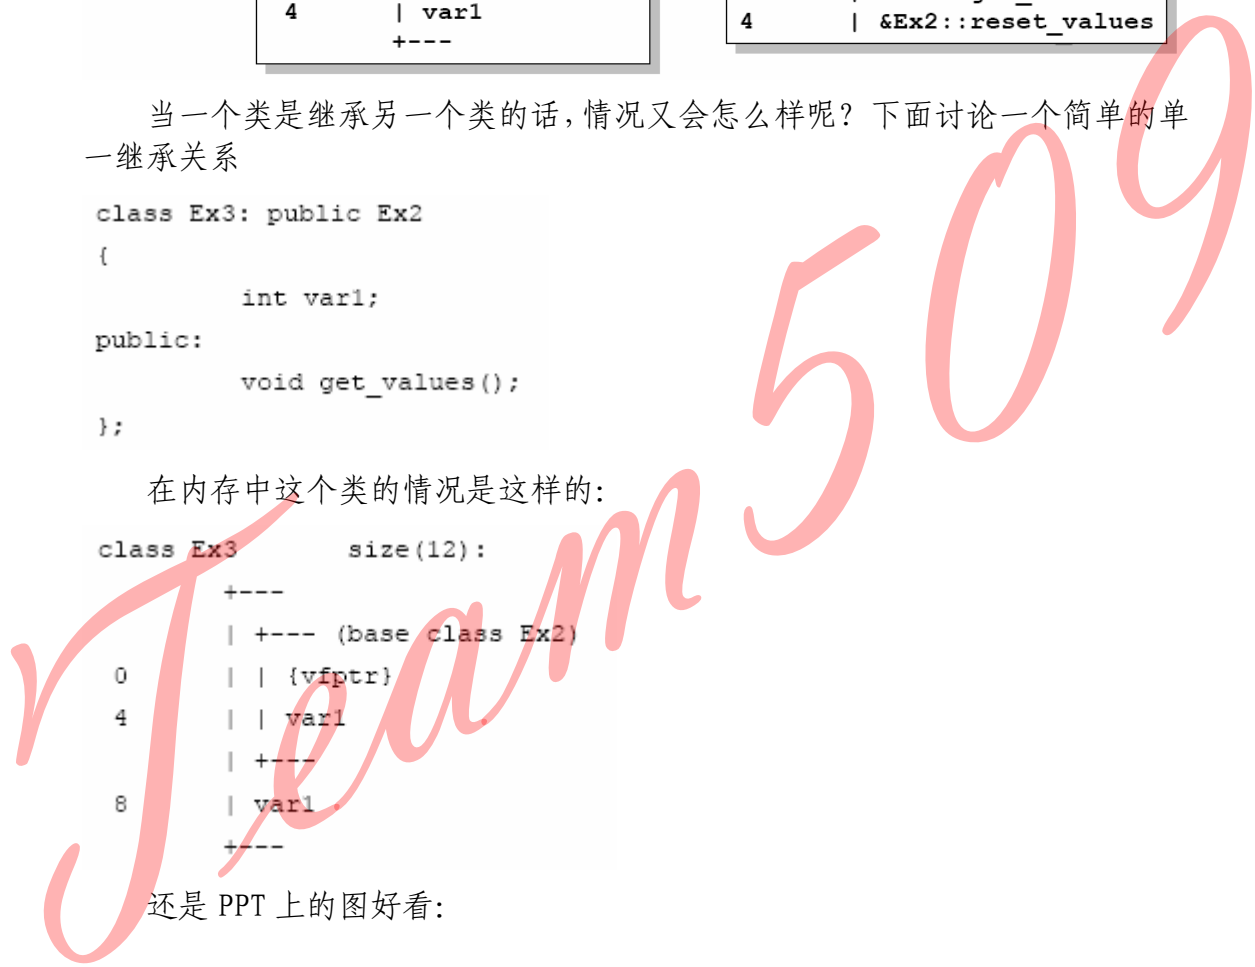 4 | var1
+---
4 | &Ex2::reset_values
当一个类是继承另一个类的话，情况又会怎么样呢？下面讨论一个简单的单
一继承关系
class Ex3: public Ex2
{
int var1;
public:
void get_values();
};
在内存中这个类的情况是这样的：
class Ex3 size(12):
+---
| +--- (base class Ex2)
0 | | {vfptr}
4 | | var1
| +---
8 | var1
+---
还是 PPT 上的图好看：
Team509